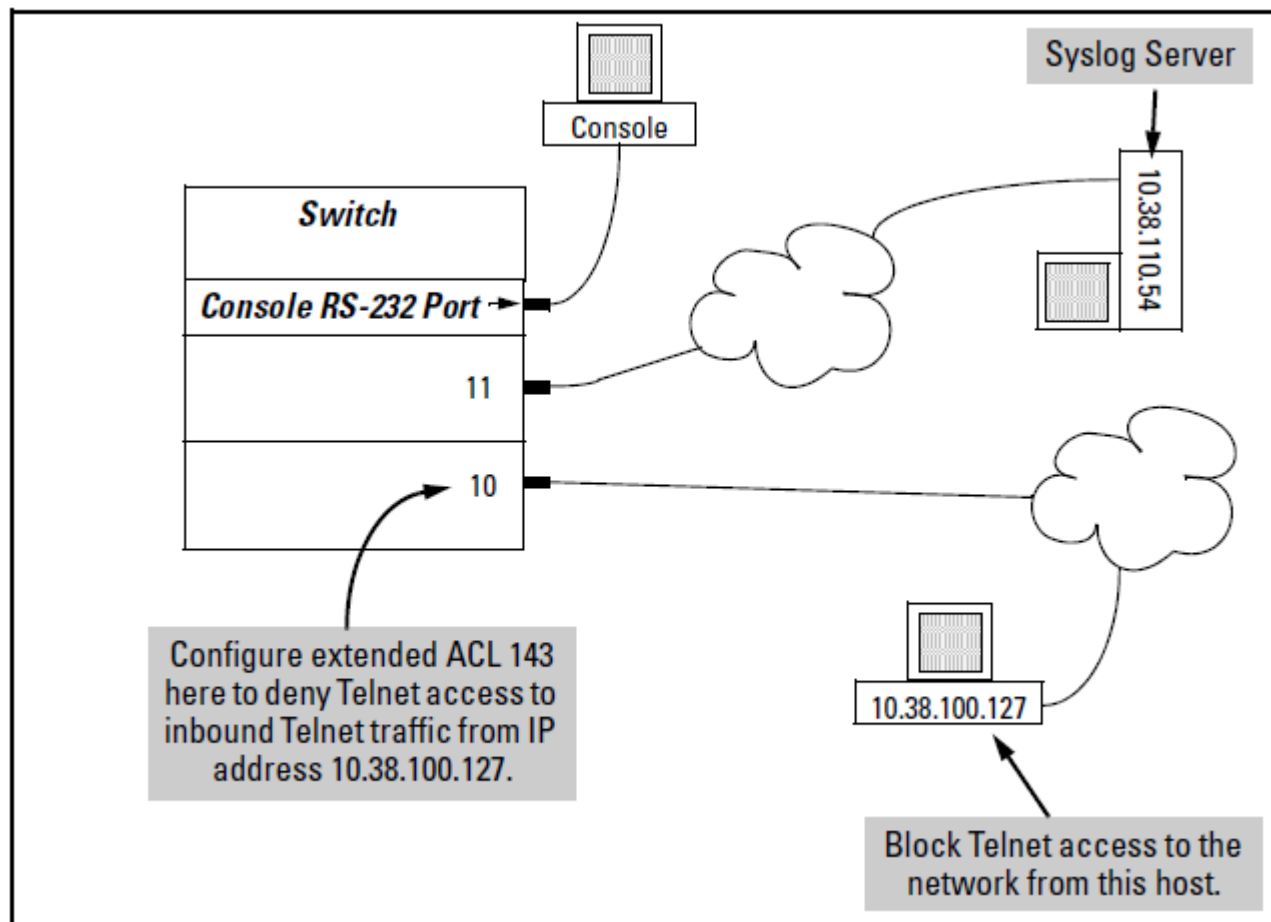 Syslog Server
Console
10.38.110.54
Switch
Console RS-232 Port
11
10
Configure extended ACL 143
here to deny Telnet access to
inbound Telnet traffic from IP
address 10.38.100.127.
10.38.100.127
Block Telnet access to the
network from this host.